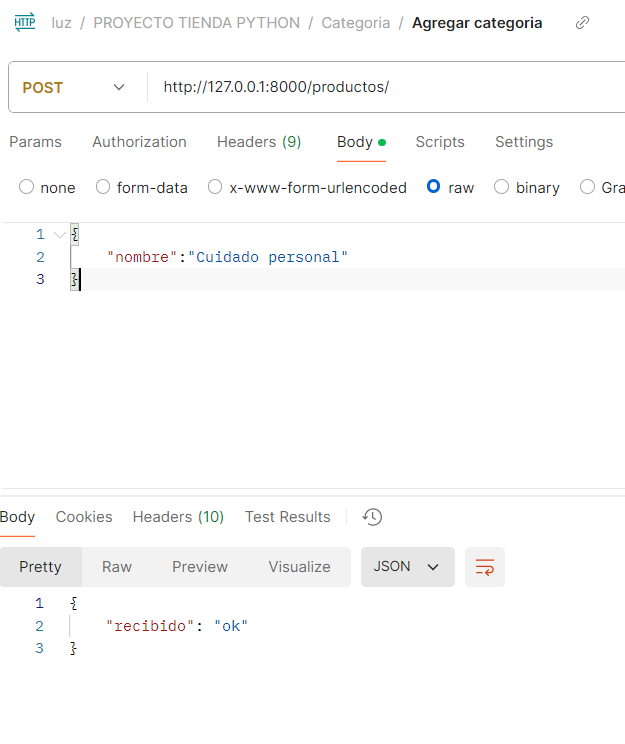 HTTP luz / PROYECTO TIENDA PYTHON / Categoria / Agregar categoria
POST http://127.0.0.1:8000/productos/
Params Authorization Headers (9) Body Scripts Settings
none form-data x-www-form-urlencoded raw binary Gra
1 {
2 "nombre":"Cuidado personal"
3 }
Body Cookies Headers (10) Test Results
Pretty Raw Preview Visualize JSON
1 {
2 "recibido": "ok"
3 }